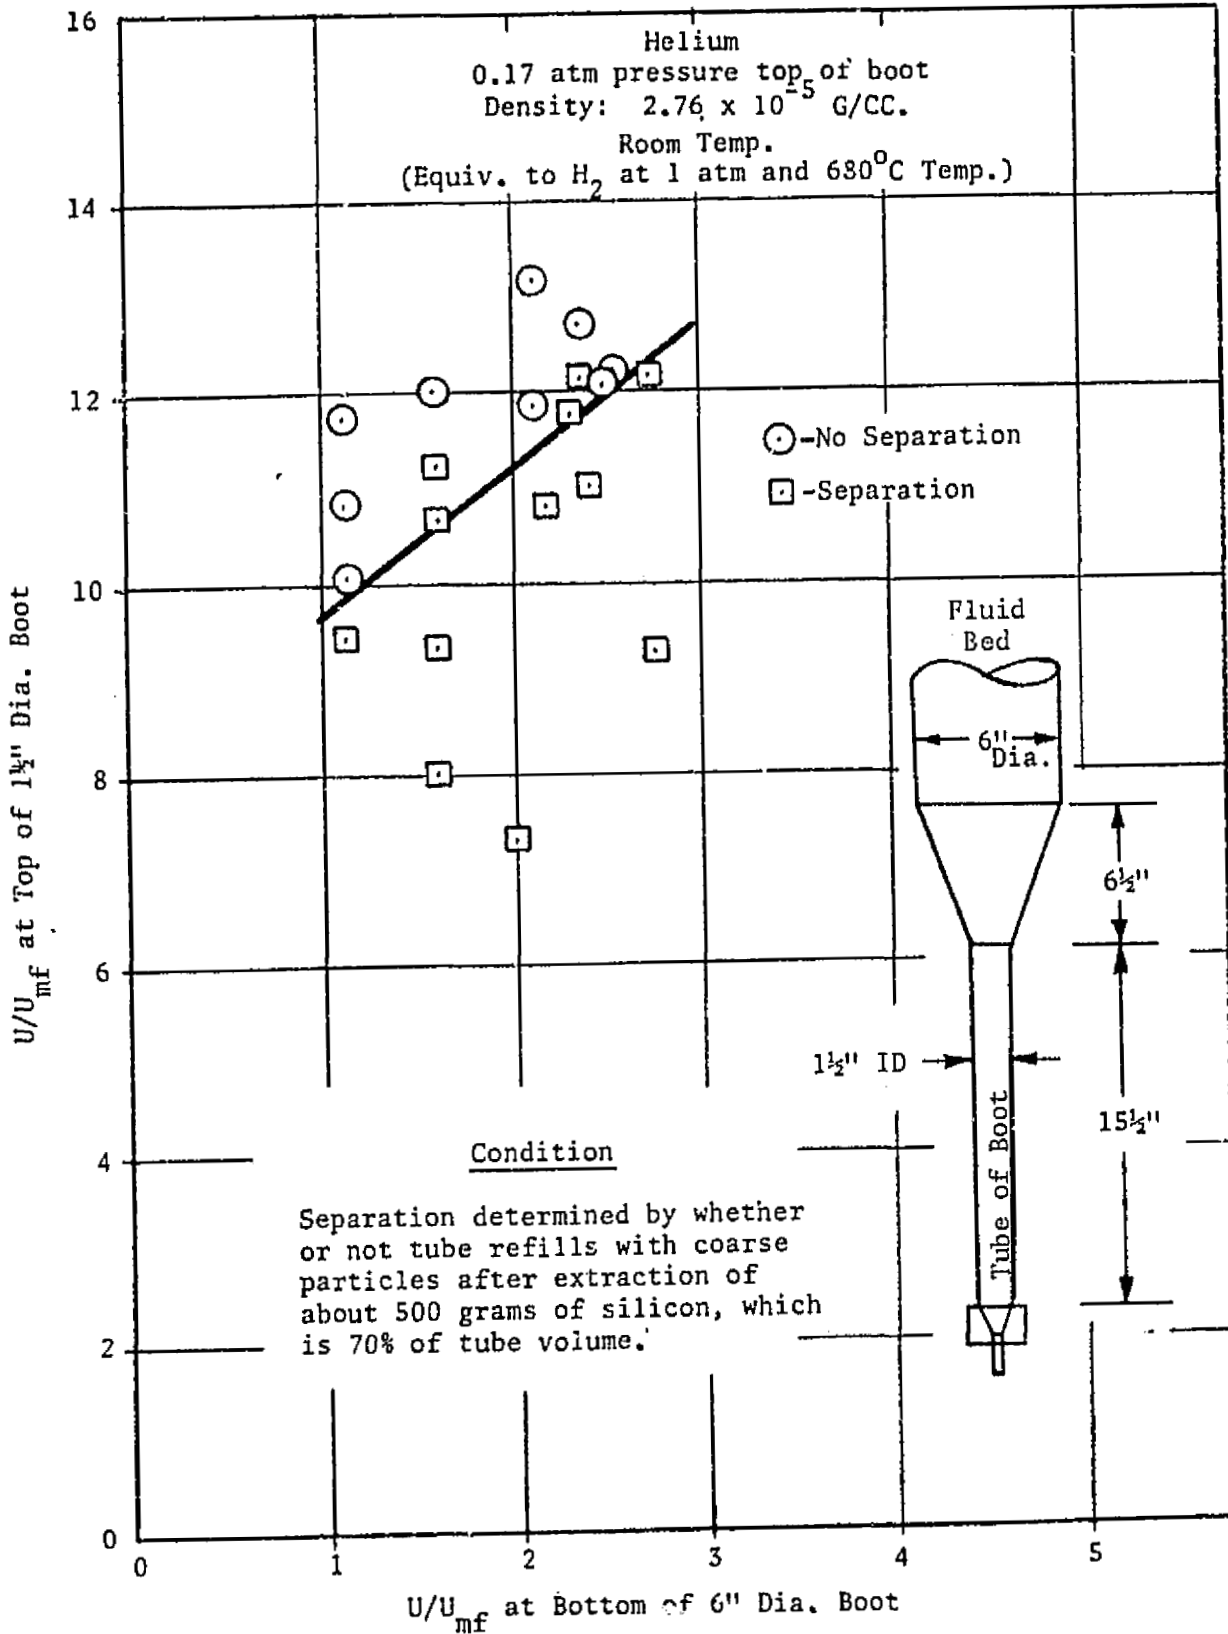 16
14
12
10
8
6
4
2
0
0
1
2
3
4
5
U/Umf at Top of 1½" Dia. Boot
U/Umf at Bottom of 6" Dia. Boot
Helium
0.17 atm pressure top of boot
Density: 2.76 x 10⁻⁵ G/CC.
Room Temp.
(Equiv. to H₂ at 1 atm and 680°C Temp.)
-No Separation
-Separation
Fluid
Bed
6"
Dia.
6½"
1½" ID
15½"
Tube of Boot
Condition
Separation determined by whether
or not tube refills with coarse
particles after extraction of
about 500 grams of silicon, which
is 70% of tube volume.